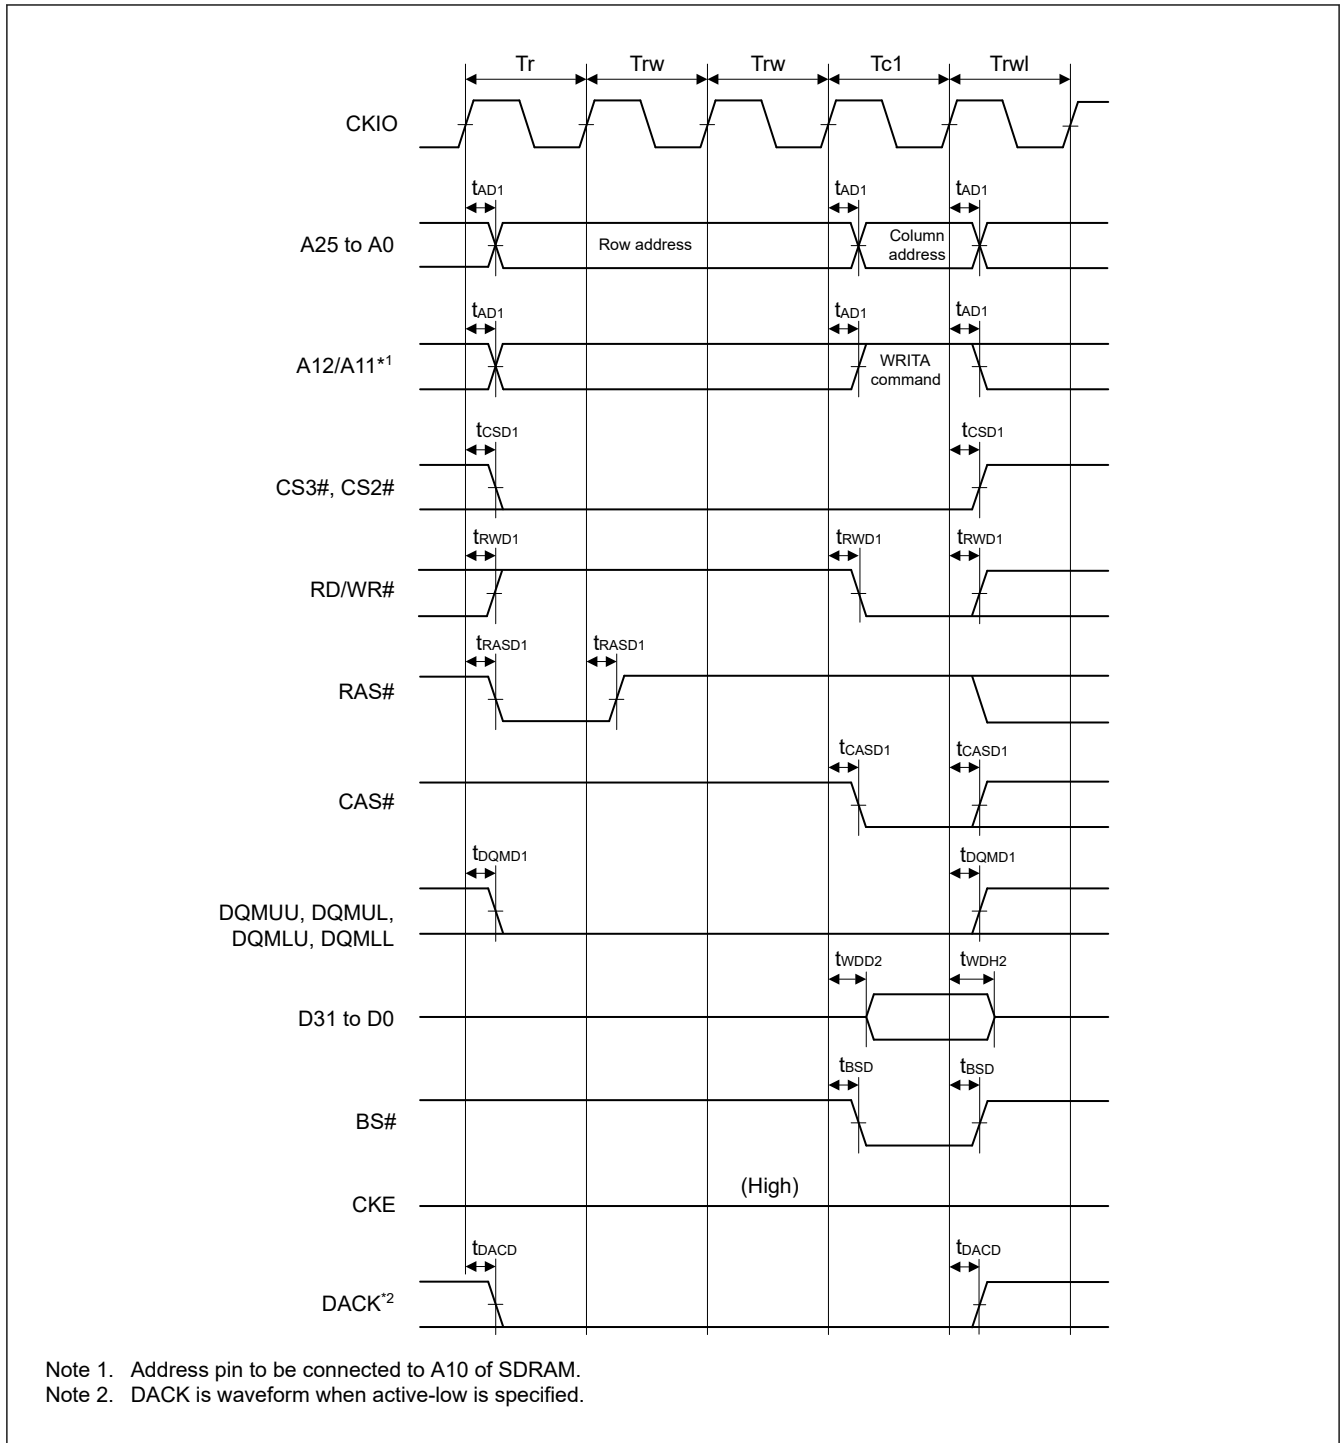 Tr Trw Trw Tc1 Trwl
CKIO
tAD1 tAD1 tAD1
A25 to A0 Row address Column address
tAD1 tAD1 tAD1
A12/A11*1 WRITA command
tCSD1 tCSD1
CS3#, CS2#
tRWD1 tRWD1 tRWD1
RD/WR#
tRASD1 tRASD1
RAS#
tCASD1 tCASD1
CAS#
tDQMD1 tDQMD1
DQMUU, DQMUL,
DQMLU, DQMLL
tWDD2 tWDH2
D31 to D0
tBSD tBSD
BS#
(High)
CKE
tDACD tDACD
DACK*2
Note 1. Address pin to be connected to A10 of SDRAM.
Note 2. DACK is waveform when active-low is specified.